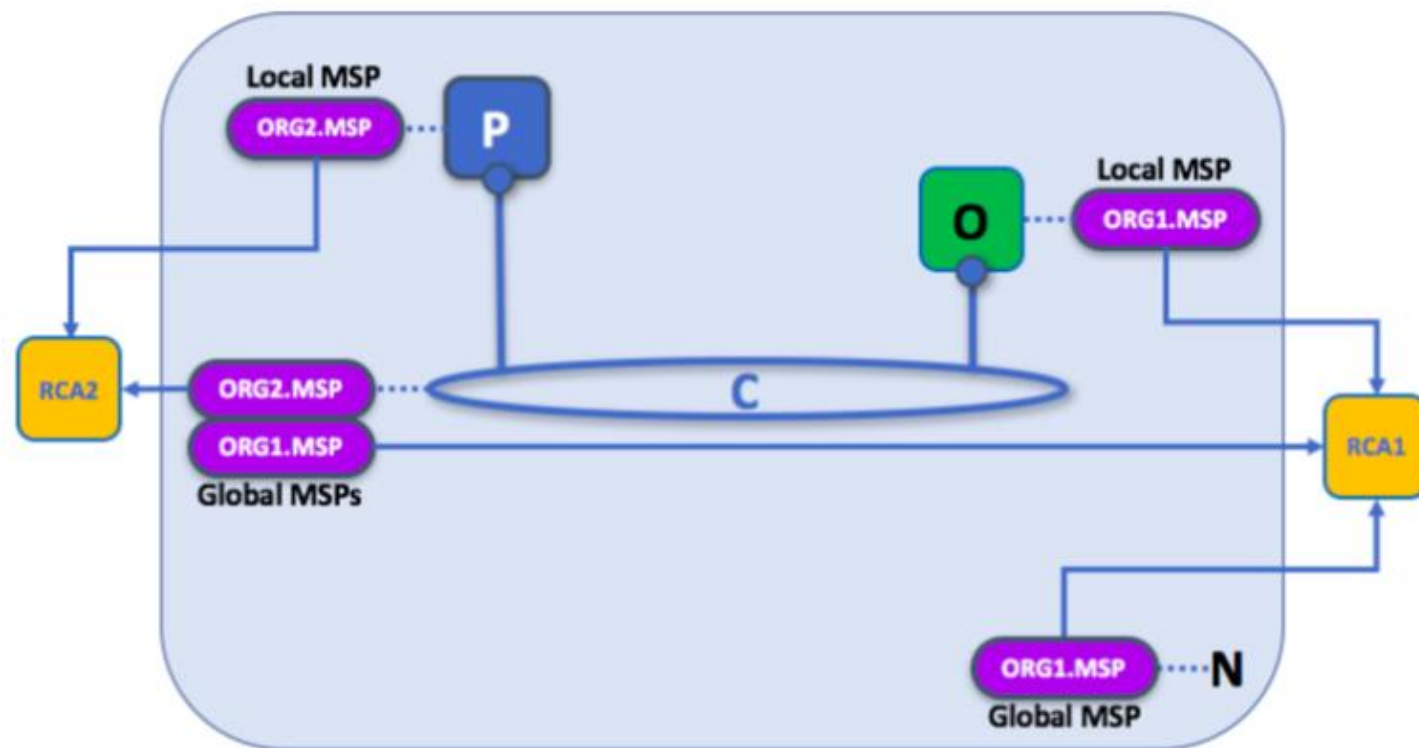 Local MSP
ORG2.MSP
P
Local MSP
O
ORG1.MSP
RCA2
ORG2.MSP
C
ORG1.MSP
RCA1
Global MSPs
ORG1.MSP
N
Global MSP